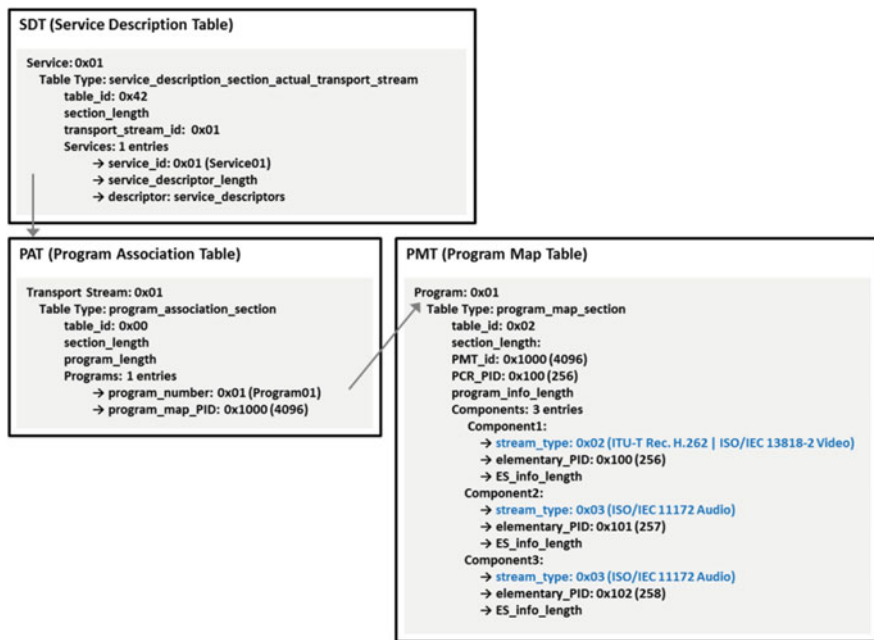 SDT (Service Description Table)
Service: 0x01
Table Type: service_description_section_actual_transport_stream
table_id: 0x42
section_length
transport_stream_id: 0x01
Services: 1 entries
→ service_id: 0x01 (Service01)
→ service_descriptor_length
→ descriptor: service_descriptors
PAT (Program Association Table)
Transport Stream: 0x01
Table Type: program_association_section
table_id: 0x00
section_length
program_length
Programs: 1 entries
→ program_number: 0x01 (Program01)
→ program_map_PID: 0x1000 (4096)
PMT (Program Map Table)
Program: 0x01
Table Type: program_map_section
table_id: 0x02
section_length:
PMT_id: 0x1000 (4096)
PCR_PID: 0x100 (256)
program_info_length
Components: 3 entries
Component1:
→ stream_type: 0x02 (ITU-T Rec. H.262 | ISO/IEC 13818-2 Video)
→ elementary_PID: 0x100 (256)
→ ES_info_length
Component2:
→ stream_type: 0x03 (ISO/IEC 11172 Audio)
→ elementary_PID: 0x101 (257)
→ ES_info_length
Component3:
→ stream_type: 0x03 (ISO/IEC 11172 Audio)
→ elementary_PID: 0x102 (258)
→ ES_info_length